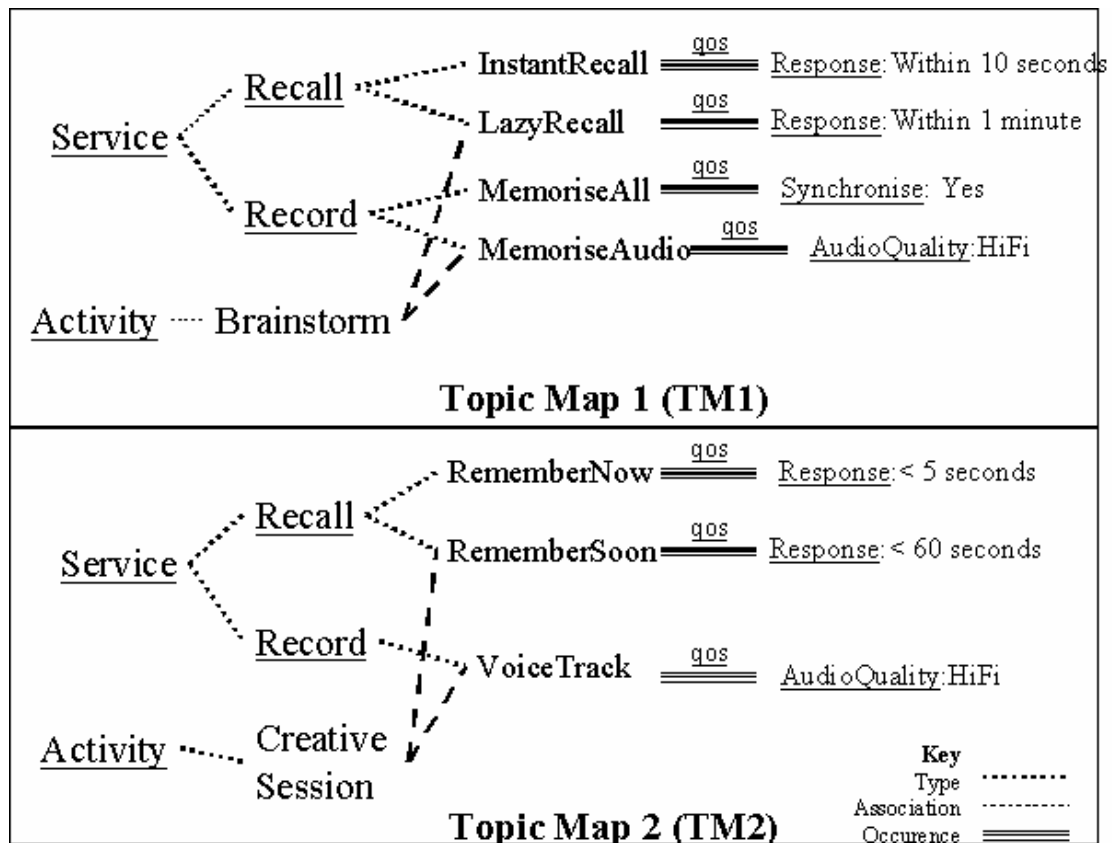 InstantRecall qos Response: Within 10 seconds
Recall
LazyRecall qos Response: Within 1 minute
Service
MemoriseAll qos Synchronise: Yes
Record
MemoriseAudio qos AudioQuality:HiFi
Activity Brainstorm
Topic Map 1 (TM1)
RememberNow qos Response: < 5 seconds
Recall
RememberSoon qos Response: < 60 seconds
Service
Record
VoiceTrack qos AudioQuality:HiFi
Activity
Creative
Session
Key
Type
Association
Occurence
Topic Map 2 (TM2)